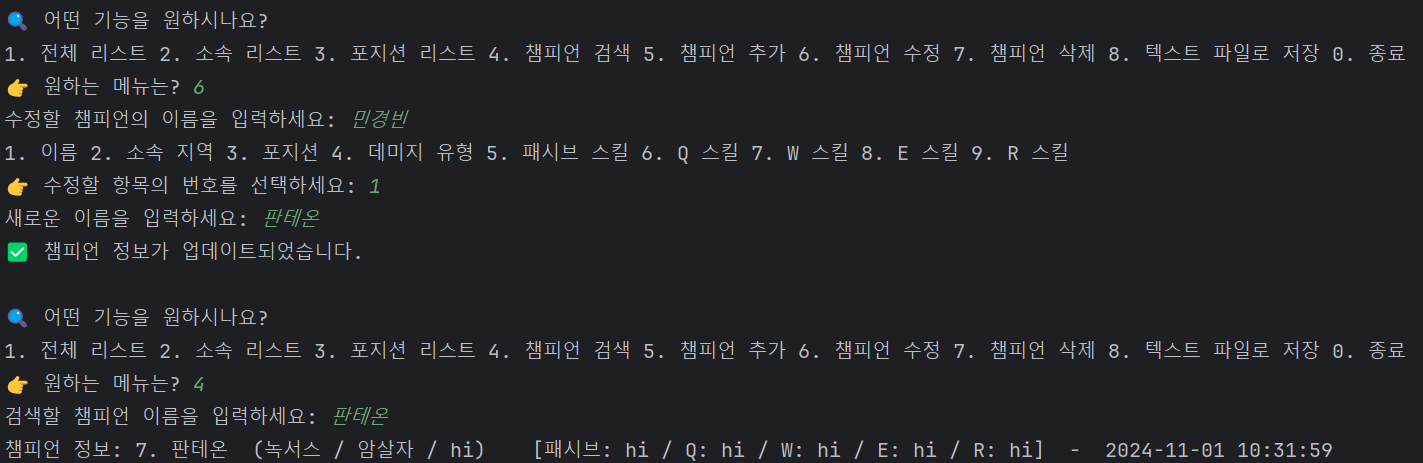 🔍 어떤 기능을 원하시나요?
1. 전체 리스트 2. 소속 리스트 3. 포지션 리스트 4. 챔피언 검색 5. 챔피언 추가 6. 챔피언 수정 7. 챔피언 삭제 8. 텍스트 파일로 저장 0. 종료
👉 원하는 메뉴는? 6
수정할 챔피언의 이름을 입력하세요: 민경빈
1. 이름 2. 소속 지역 3. 포지션 4. 데미지 유형 5. 패시브 스킬 6. Q 스킬 7. W 스킬 8. E 스킬 9. R 스킬
👉 수정할 항목의 번호를 선택하세요: 1
새로운 이름을 입력하세요: 판테온
✅ 챔피언 정보가 업데이트되었습니다.
🔍 어떤 기능을 원하시나요?
1. 전체 리스트 2. 소속 리스트 3. 포지션 리스트 4. 챔피언 검색 5. 챔피언 추가 6. 챔피언 수정 7. 챔피언 삭제 8. 텍스트 파일로 저장 0. 종료
👉 원하는 메뉴는? 4
검색할 챔피언 이름을 입력하세요: 판테온
챔피언 정보: 7. 판테온 (녹서스 / 암살자 / hi) [패시브: hi / Q: hi / W: hi / E: hi / R: hi] - 2024-11-01 10:31:59